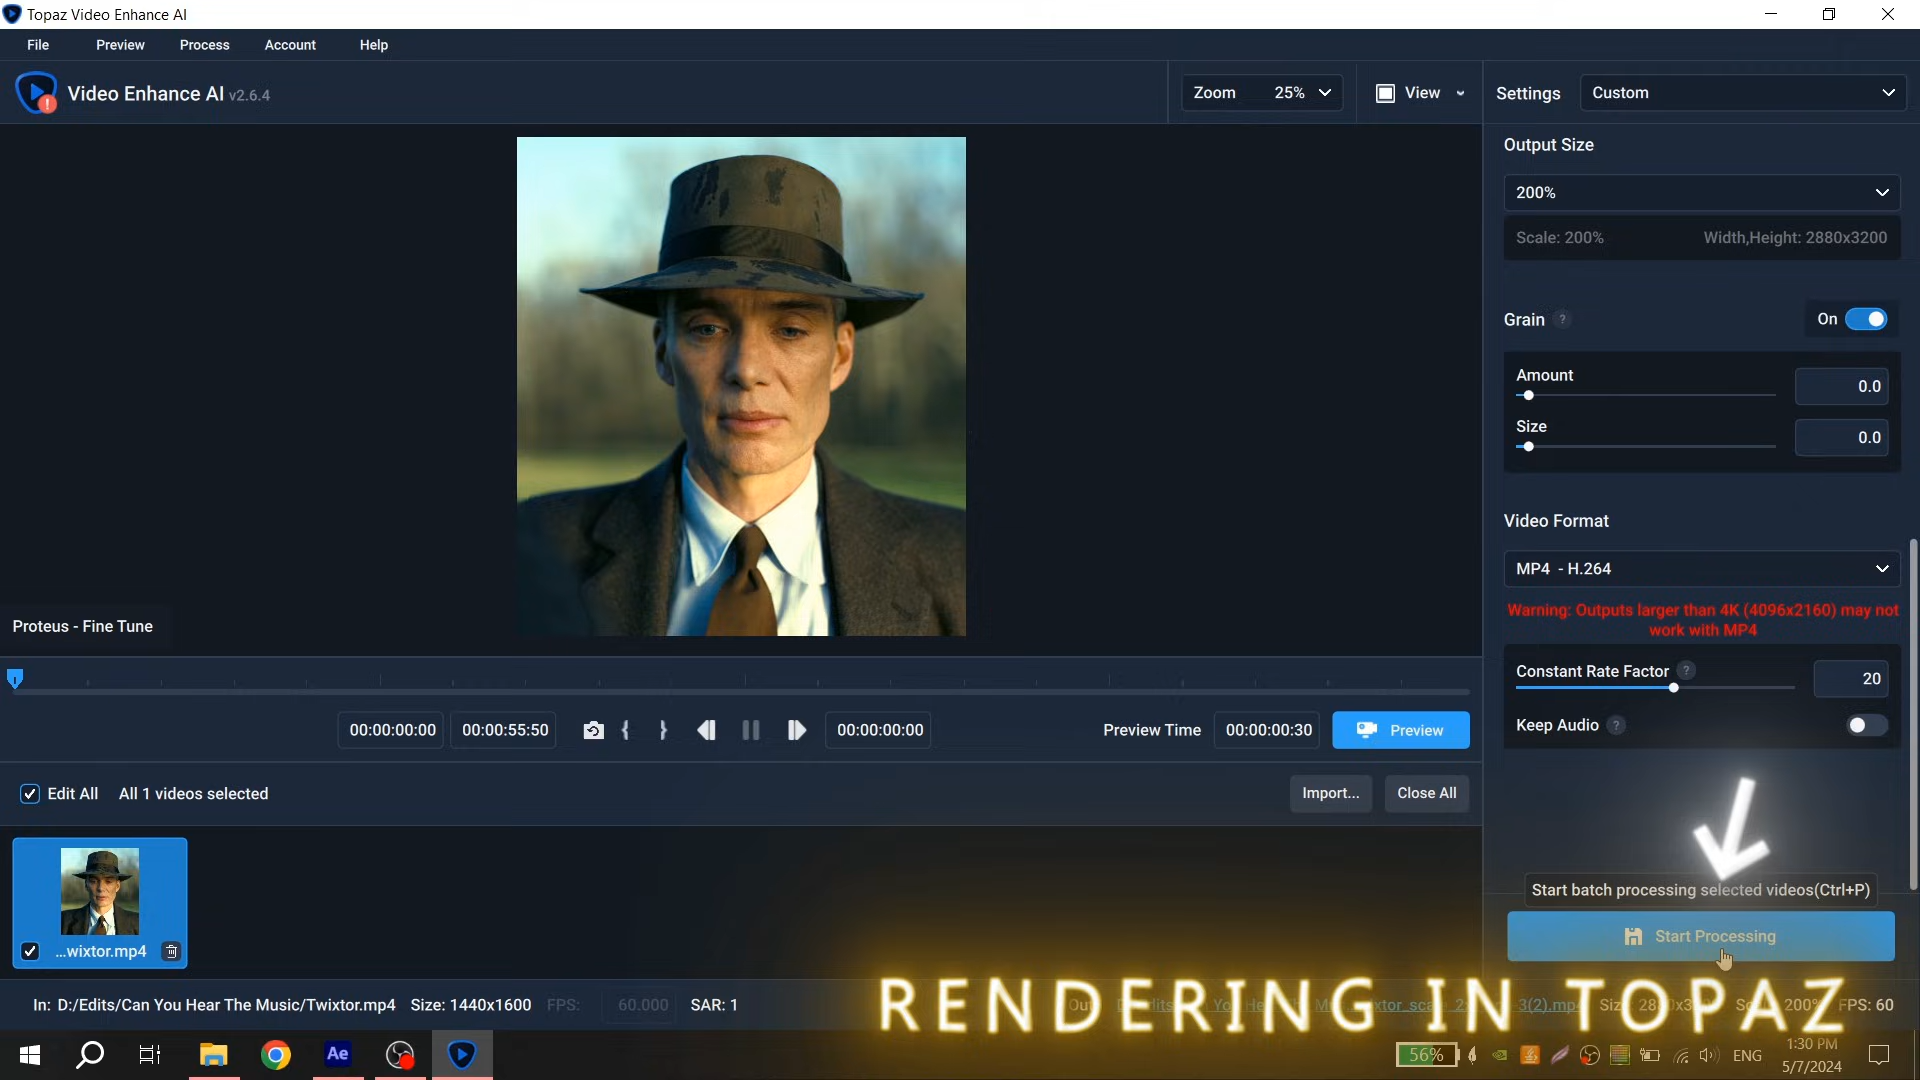 Topaz Video Enhance AI
File Preview Process Account Help
Video Enhance AI v2.6.4
Zoom 25%
View
Settings Custom
Output Size
200%
Scale: 200% Width,Height: 2880x3200
Grain ? On
Amount 0.0
Size 0.0
Video Format
MP4 - H.264
Warning: Outputs larger than 4K (4096x2160) may not
work with MP4
Constant Rate Factor ? 20
Keep Audio ?
Proteus - Fine Tune
00:00:00:00 00:00:55:50 00:00:00:00 Preview Time 00:00:00:30 Preview
Edit All All 1 videos selected Import... Close All
Start batch processing selected videos(Ctrl+P)
Start Processing
...wixtor.mp4
In: D:/Edits/Can You Hear The Music/Twixtor.mp4 Size: 1440x1600 FPS: 60.000 SAR: 1
200% FPS: 60
RENDERING IN TOPAZ
Ae
56% ENG
1:30 PM
5/7/2024